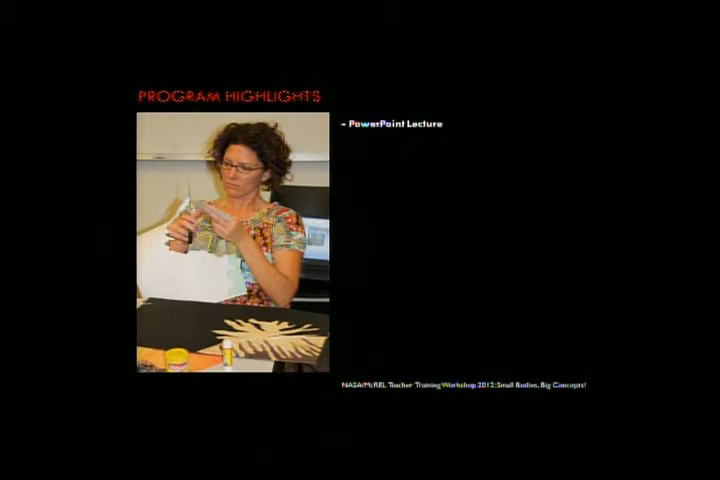 PROGRAM HIGHLIGHTS
– PowerPoint Lecture
NASA/McREL Teacher Training Workshop 2012: Small Bodies, Big Concepts!